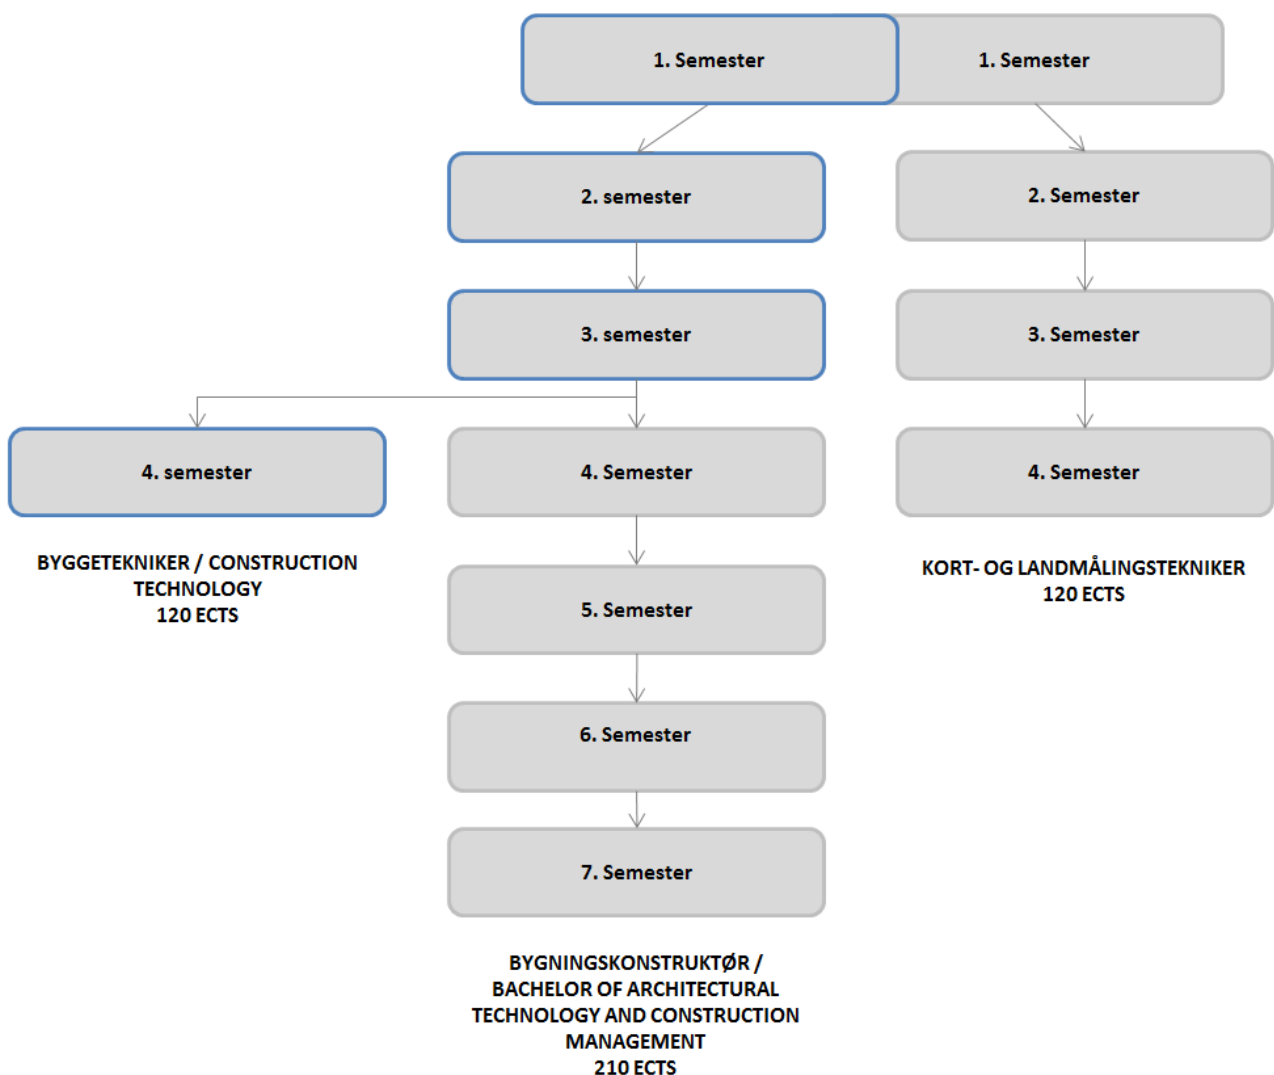 1. Semester
1. Semester
2. semester
2. Semester
3. semester
3. Semester
4. semester
4. Semester
4. Semester
BYGGETEKNIKER / CONSTRUCTION
TECHNOLOGY
120 ECTS
KORT- OG LANDMÅLINGSTEKNIKER
120 ECTS
5. Semester
6. Semester
7. Semester
BYGNINGSKONSTRUKTØR /
BACHELOR OF ARCHITECTURAL
TECHNOLOGY AND CONSTRUCTION
MANAGEMENT
210 ECTS